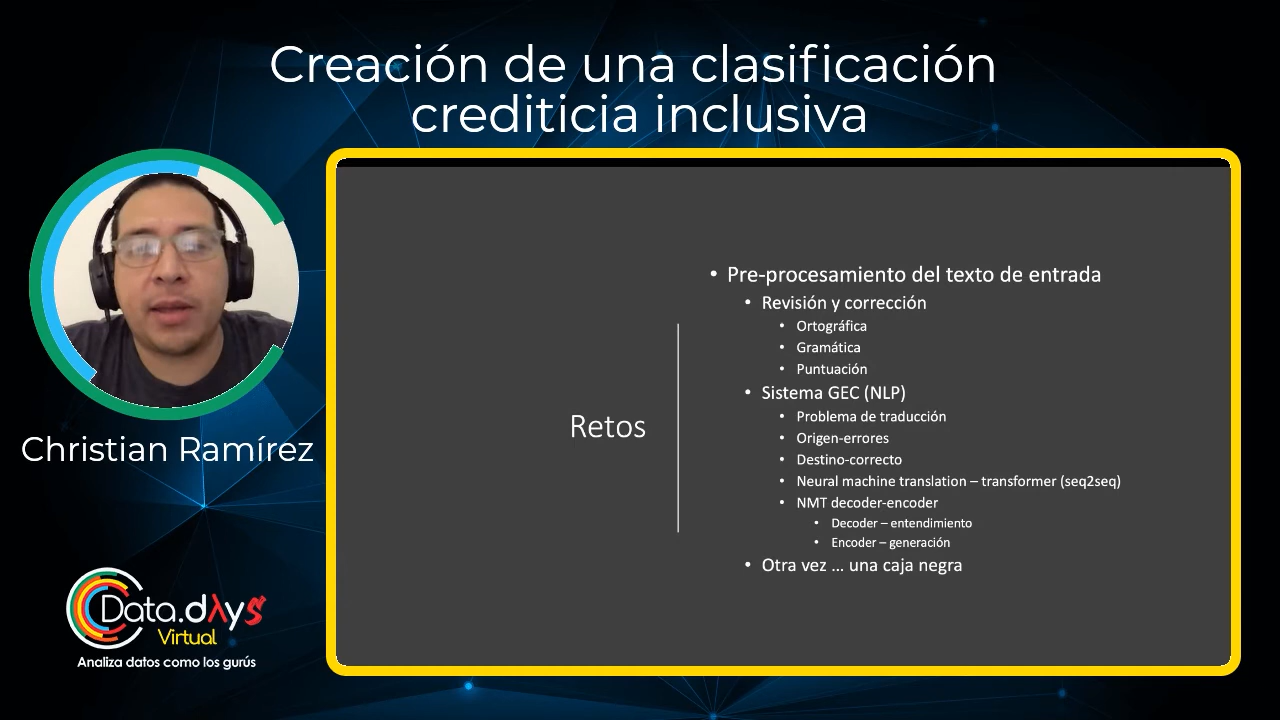 Creación de una clasificación
crediticia inclusiva
Christian Ramírez
Retos
• Pre-procesamiento del texto de entrada
• Revisión y corrección
• Ortográfica
• Gramática
• Puntuación
• Sistema GEC (NLP)
• Problema de traducción
• Origen-errores
• Destino-correcto
• Neural machine translation – transformer (seq2seq)
• NMT decoder-encoder
• Decoder – entendimiento
• Encoder – generación
• Otra vez ... una caja negra
Data.dλys
Virtual
Analiza datos como los gurús